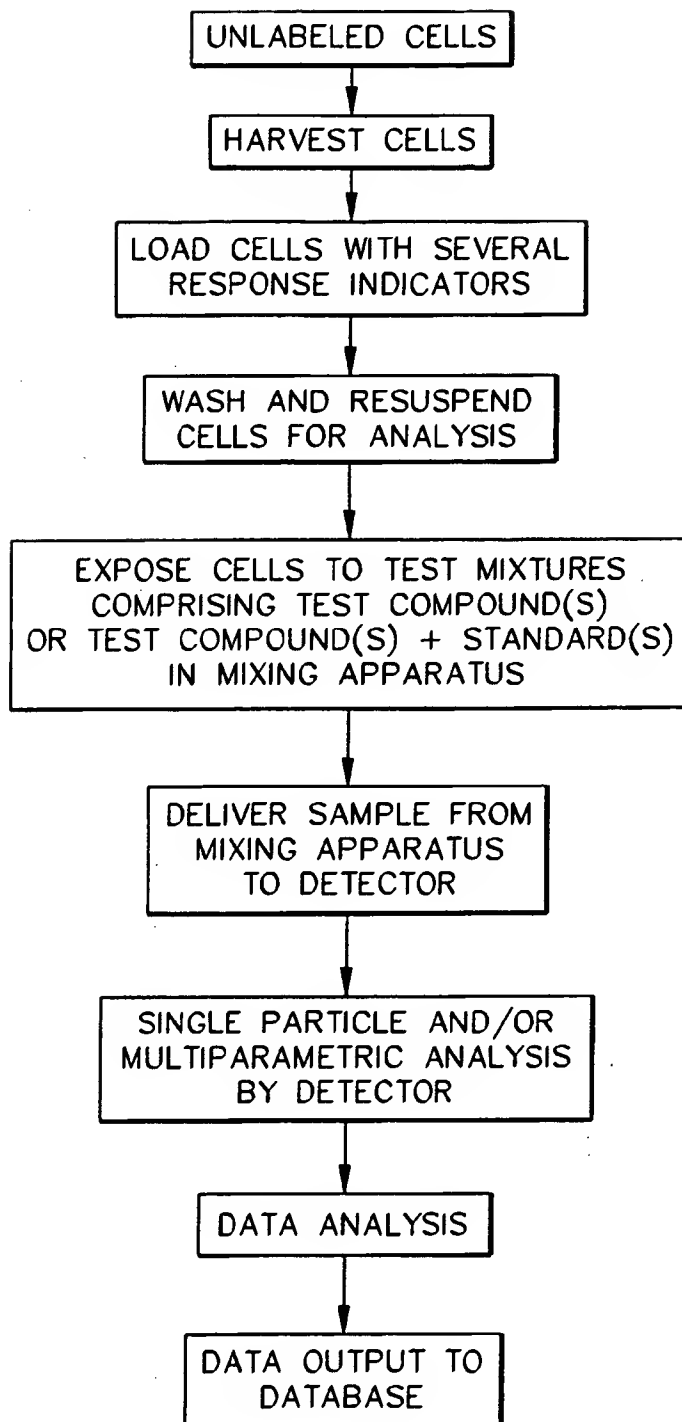 UNLABELED CELLS
HARVEST CELLS
LOAD CELLS WITH SEVERAL
RESPONSE INDICATORS
WASH AND RESUSPEND
CELLS FOR ANALYSIS
EXPOSE CELLS TO TEST MIXTURES
COMPRISING TEST COMPOUND(S)
OR TEST COMPOUND(S) + STANDARD(S)
IN MIXING APPARATUS
DELIVER SAMPLE FROM
MIXING APPARATUS
TO DETECTOR
SINGLE PARTICLE AND/OR
MULTIPARAMETRIC ANALYSIS
BY DETECTOR
DATA ANALYSIS
DATA OUTPUT TO
DATABASE